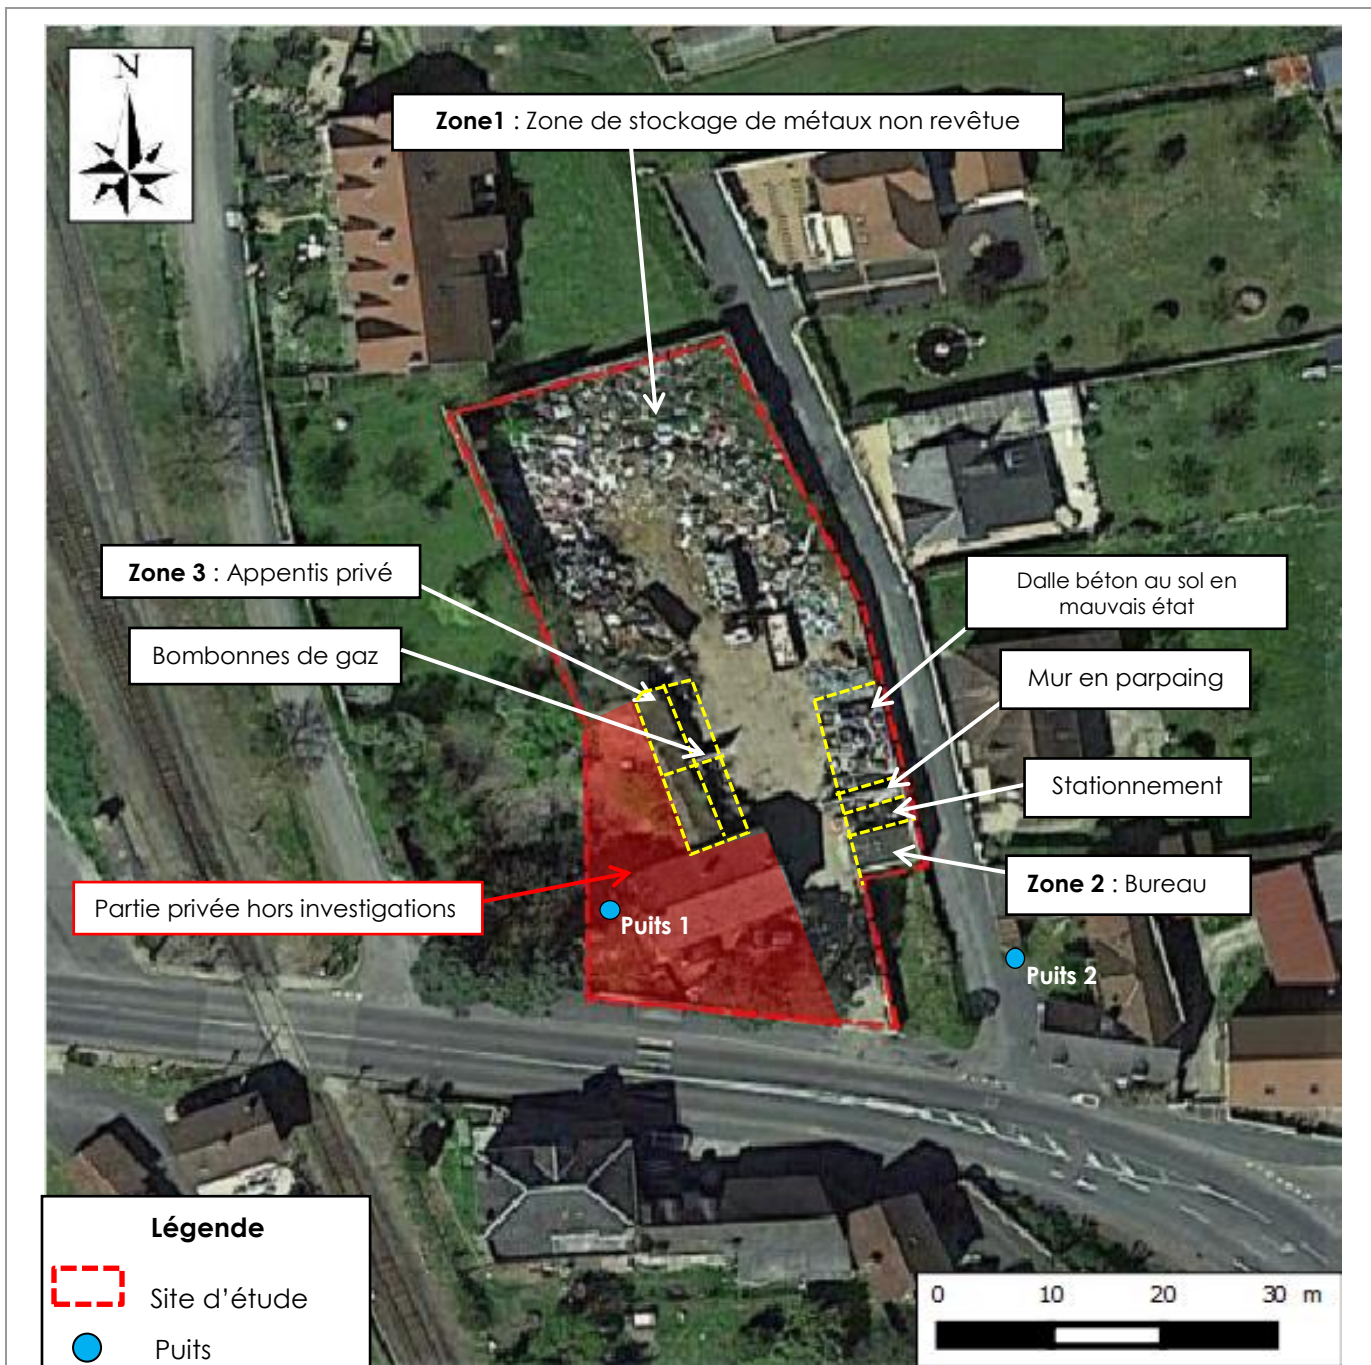 N
Zone1 : Zone de stockage de métaux non revêtue
Zone 3 : Appentis privé
Bombonnes de gaz
Dalle béton au sol en
mauvais état
Mur en parpaing
Stationnement
Zone 2 : Bureau
Partie privée hors investigations
Puits 1
Puits 2
Légende
Site d'étude
Puits
0 10 20 30 m